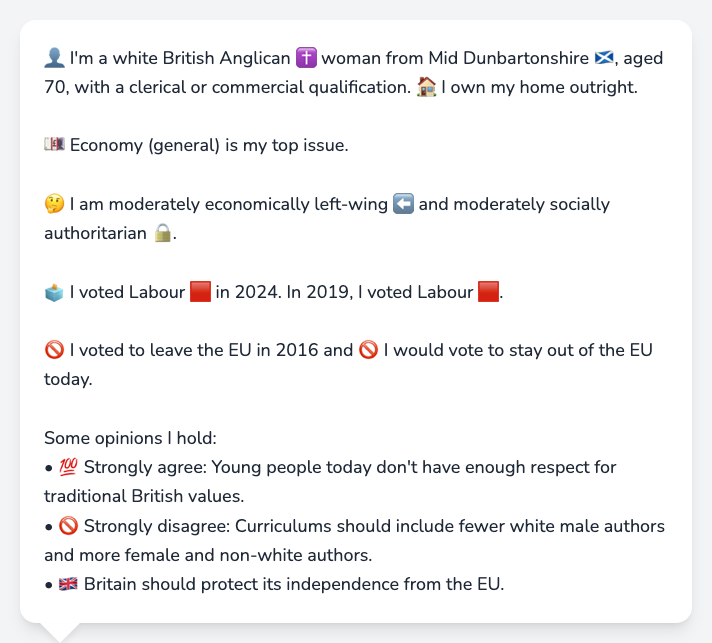 👤 I'm a white British Anglican ✝️ woman from Mid Dunbartonshire 🏴󠁧󠁢󠁳󠁣󠁴󠁿, aged
70, with a clerical or commercial qualification. 🏠 I own my home outright.
💷 Economy (general) is my top issue.
🤔 I am moderately economically left-wing ⬅️ and moderately socially
authoritarian 🔒.
🗳️ I voted Labour 🟥 in 2024. In 2019, I voted Labour 🟥.
🚫 I voted to leave the EU in 2016 and 🚫 I would vote to stay out of the EU
today.
Some opinions I hold:
• 💯 Strongly agree: Young people today don't have enough respect for
traditional British values.
• 🚫 Strongly disagree: Curriculums should include fewer white male authors
and more female and non-white authors.
• 🇬🇧 Britain should protect its independence from the EU.